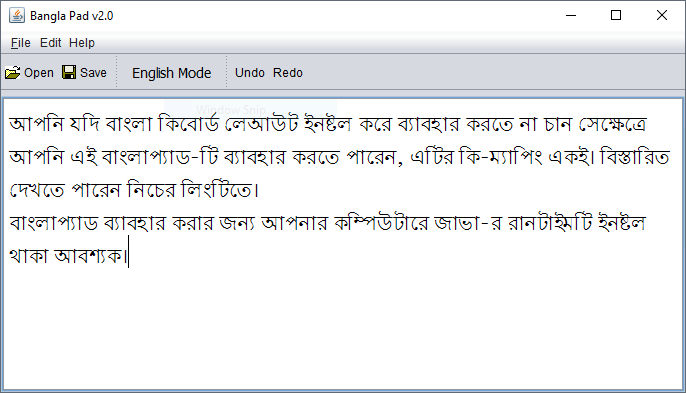 Bangla Pad v2.0
File Edit Help
Open Save English Mode Undo Redo
Window Snip
আপনি যদি বাংলা কিবোর্ড লেআউট ইনষ্টল করে ব্যাবহার করতে না চান সেক্ষেত্রে
আপনি এই বাংলাপ্যাড-টি ব্যাবহার করতে পারেন, এটির কি-ম্যাপিং একই। বিস্তারিত
দেখতে পারেন নিচের লিংটিতে।
বাংলাপ্যাড ব্যাবহার করার জন্য আপনার কম্পিউটারে জাভা-র রানটাইমটি ইনষ্টল
থাকা আবশ্যক।